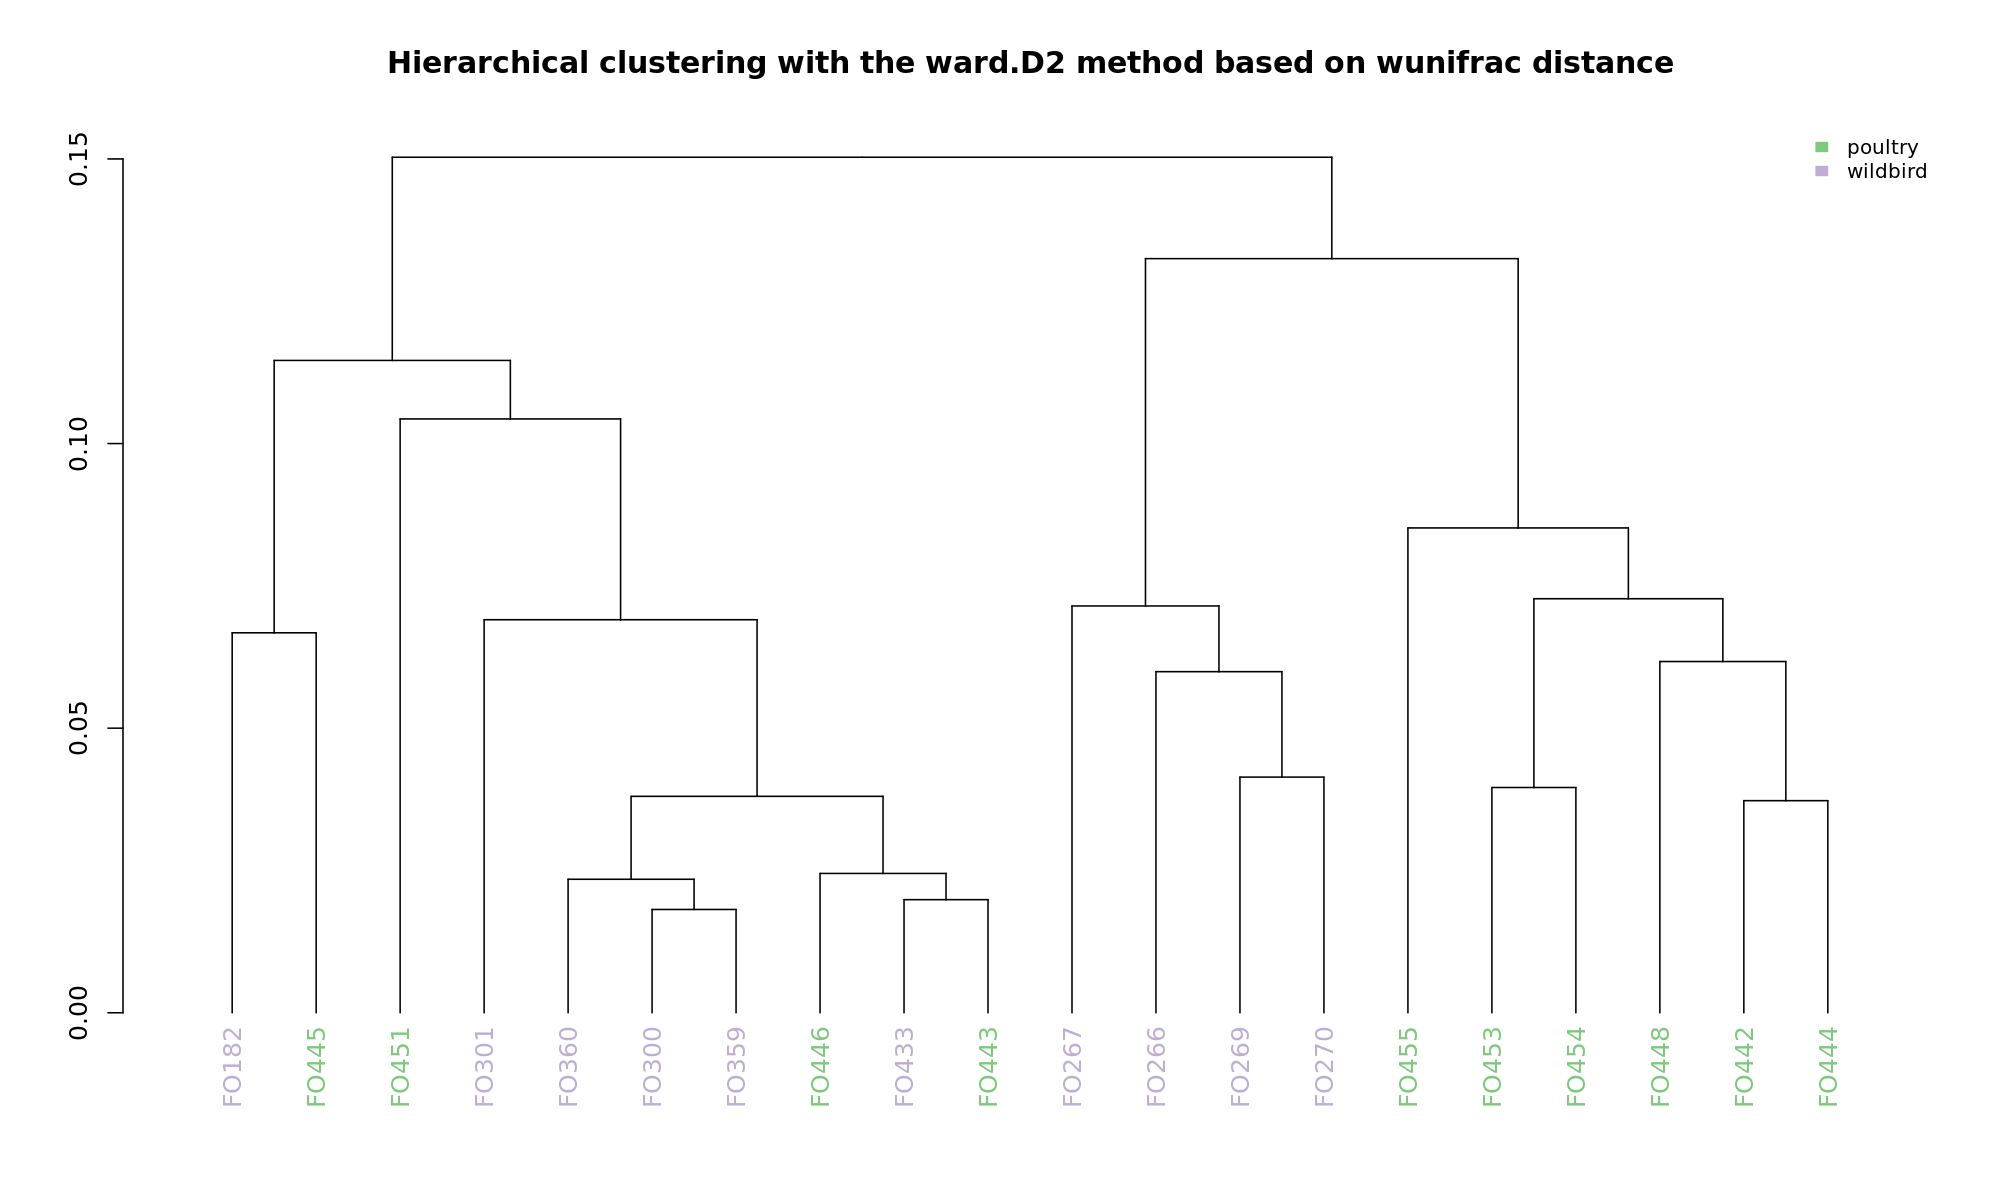 Hierarchical clustering with the ward.D2 method based on wunifrac distance
poultry
wildbird
0.15
0.10
0.05
0.00
FO182
FO445
FO451
FO301
FO360
FO300
FO359
FO446
FO433
FO443
FO267
FO266
FO269
FO270
FO455
FO453
FO454
FO448
FO442
FO444